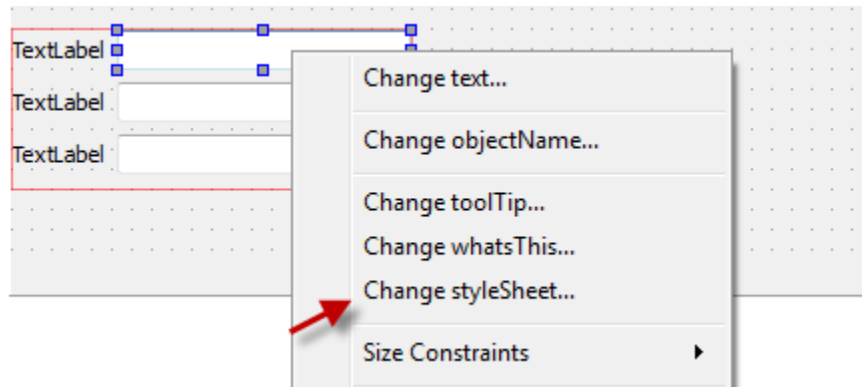 TextLabel
TextLabel
TextLabel
Change text...
Change objectName...
Change toolTip...
Change whatsThis...
Change styleSheet...
Size Constraints